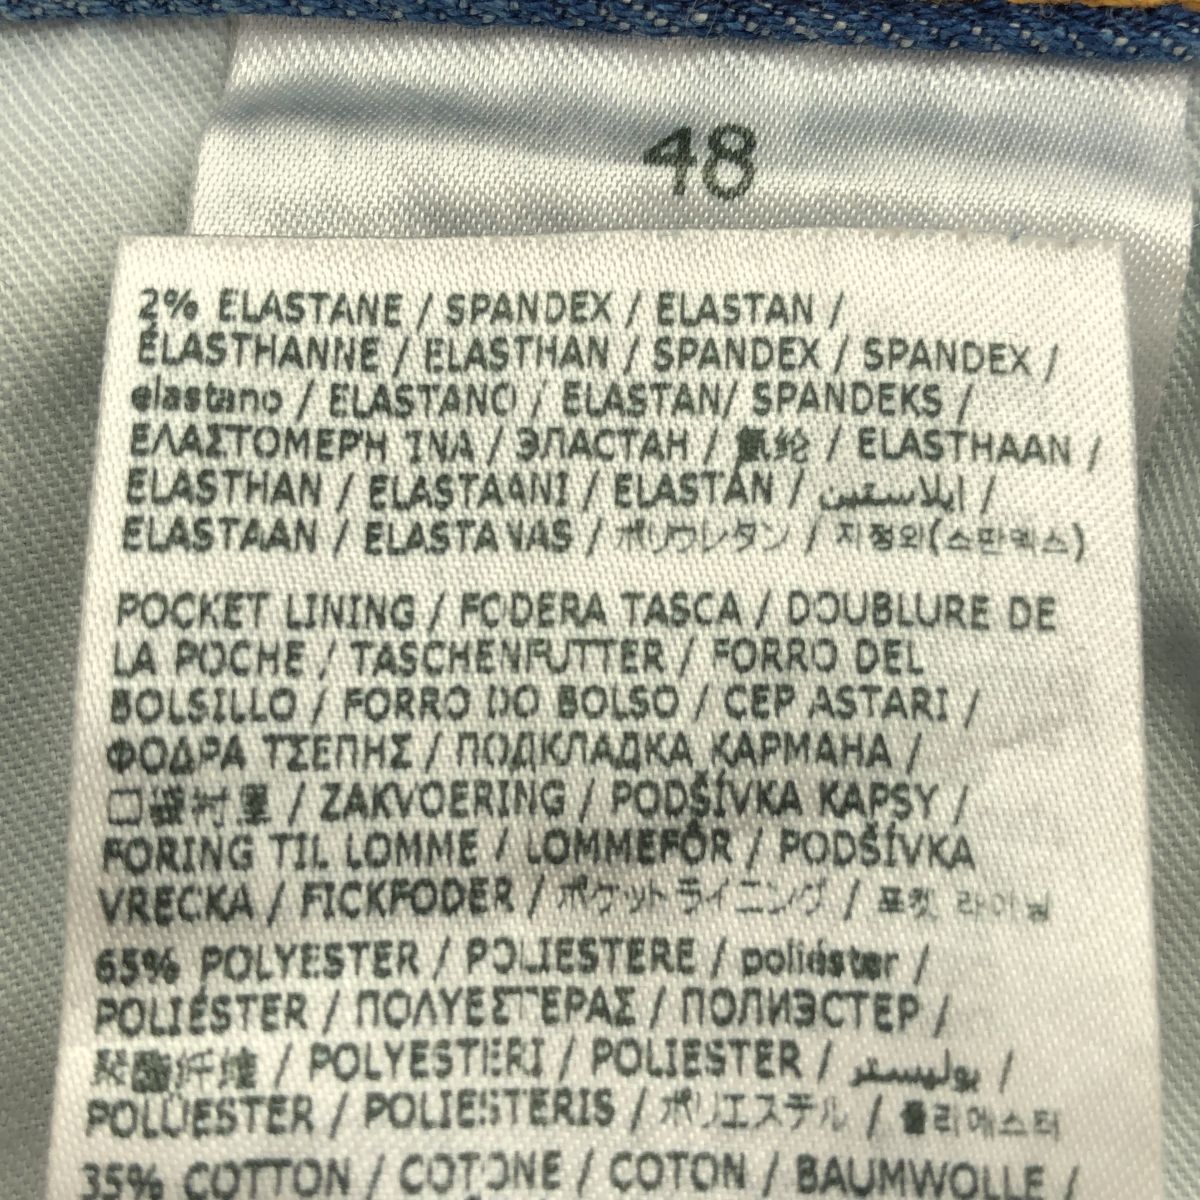 48
2% ELASTANE / SPANDEX / ELASTAN /
ÉLASTHANNE / ELASTHAN / SPANDEX / SPANDEX /
elastano / ELASTANO / ELASTAN/ SPANDEKS /
ΕΛΑΣΤΟΜΕΡΗ ΊΝΑ / ЭЛАСТАН / 氨纶 / ELASTHAAN /
ELASTHAN / ELASTAANI / ELASTAN / إيلاستين /
ELASTAAN / ELASTANAS / ポリウレタン / 지정외(스판덱스)
POCKET LINING / FODERA TASCA / DOUBLURE DE
LA POCHE / TASCHENFUTTER / FORRO DEL
BOLSILLO / FORRO DO BOLSO / CEP ASTARI /
ΦΟΔΡΑ ΤΣΕΠΗΣ / ПОДКЛАДКА КАРМАНА /
口袋衬里 / ZAKVOERING / PODŠÍVKA KAPSY /
FORING TIL LOMME / LOMMEFÔR / PODŠÍVKA
VRECKA / FICKFODER / ポケットライニング / 포켓 라이닝
65% POLYESTER / POLIESTERE / poliéster /
POLIÉSTER / ΠΟΛΥΕΣΤΕΡΑΣ / ПОЛИЭСТЕР /
聚酯纤维 / POLYESTERI / POLIESTER / بوليستر /
POLÜESTER / POLIESTERIS / ポリエステル / 폴리에스터
35% COTTON / COTONE / COTON / BAUMWOLLE /